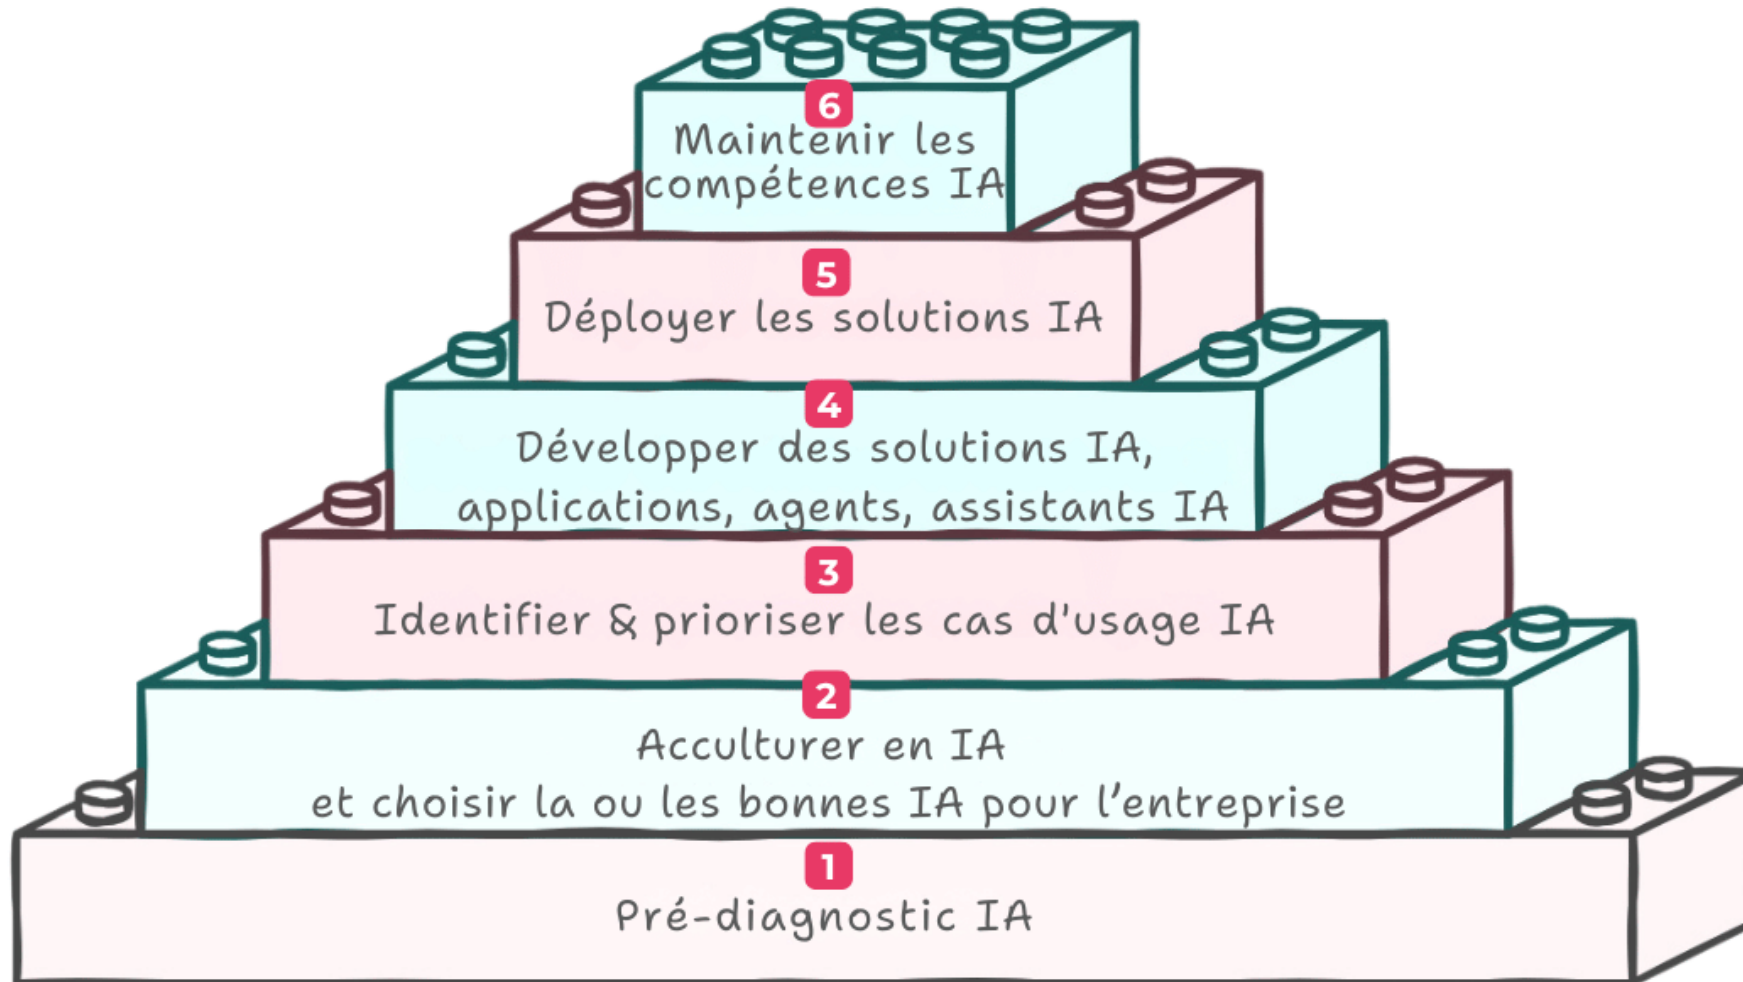 6
Maintenir les
compétences IA
5
Déployer les solutions IA
4
Développer des solutions IA,
applications, agents, assistants IA
3
Identifier & prioriser les cas d'usage IA
2
Acculturer en IA
et choisir la ou les bonnes IA pour l’entreprise
1
Pré-diagnostic IA